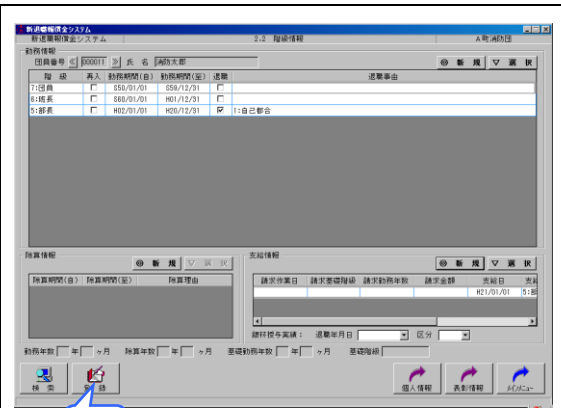 新退職報償金システム
新退職報償金システム 2.2 階級情報 A町消防団
勤務情報
団員番号 ≪ 000011 ≫ 氏 名 消防太郎 ◎ 新 規 ▽ 選 択
階 級 再入 勤務期間(自) 勤務期間(至) 退職 退職事由
7:団員 S50/01/01 S59/12/31
6:班長 S60/01/01 H01/12/31
5:部長 H02/01/01 H20/12/31 1:自己都合
除算情報 ◎ 新 規 ▽ 選 択
除算期間(自) 除算期間(至) 除算理由
支給情報 ◎ 新 規 ▽ 選 択
請求作業日 請求基礎階級 請求勤務年数 請求金額 支給日 支給
H21/01/01 5:部
銀杯授与実績: 退職年月日 区分
勤務年数 年 ヶ月 除算年数 年 ヶ月 基礎勤務年数 年 ヶ月 基礎階級
検 索 登 録 個人情報 表彰情報 メインメニュー